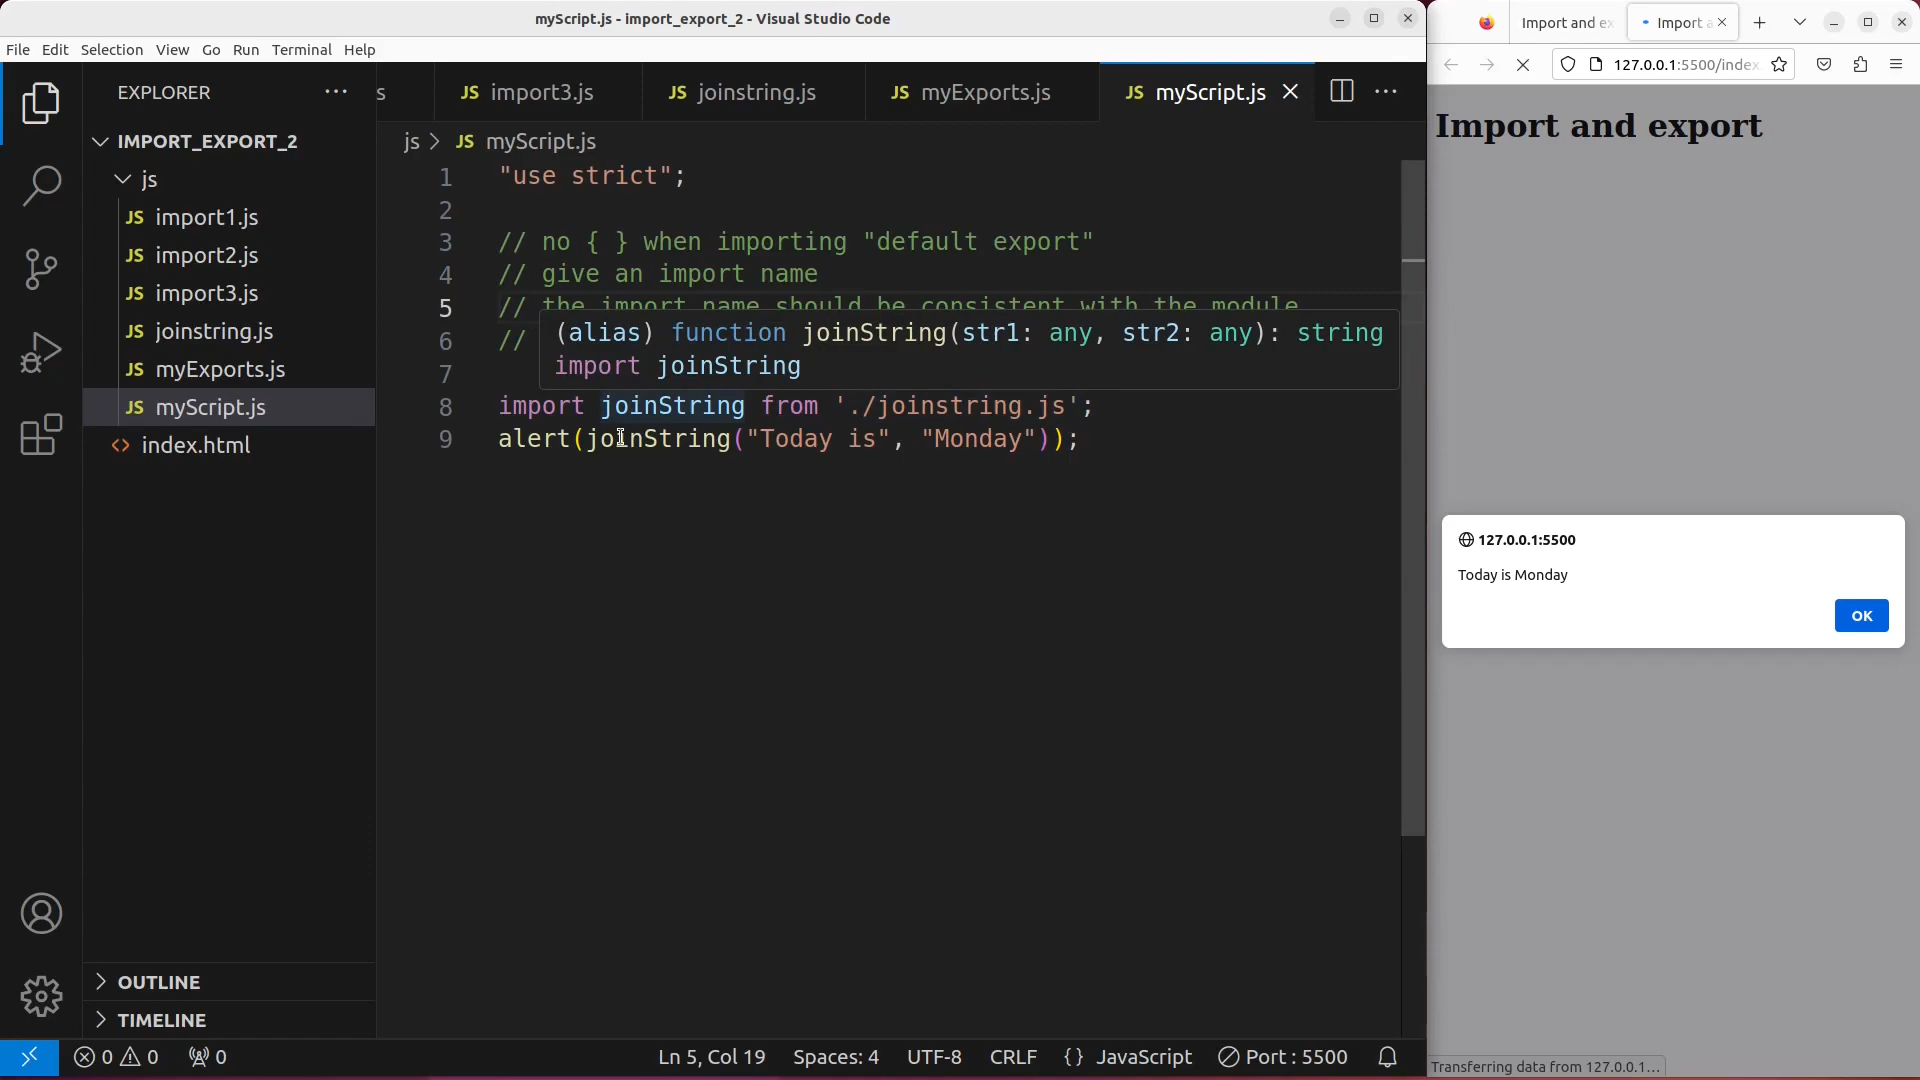 myScript.js - import_export_2 - Visual Studio Code
File Edit Selection View Go Run Terminal Help
EXPLORER
IMPORT_EXPORT_2
js
JS import1.js
JS import2.js
JS import3.js
JS joinstring.js
JS myExports.js
JS myScript.js
<> index.html
OUTLINE
TIMELINE
s JS import3.js JS joinstring.js JS myExports.js JS myScript.js
js > JS myScript.js
1 "use strict";
2
3 // no { } when importing "default export"
4 // give an import name
5 // the import name should be consistent with the module
6 //
7
(alias) function joinString(str1: any, str2: any): string
import joinString
8 import joinString from './joinstring.js';
9 alert(joinString("Today is", "Monday"));
0 0 0 Ln 5, Col 19 Spaces: 4 UTF-8 CRLF { } JavaScript Port : 5500
Import and ex Import a
127.0.0.1:5500/index.
Import and export
127.0.0.1:5500
Today is Monday
OK
Transferring data from 127.0.0.1...